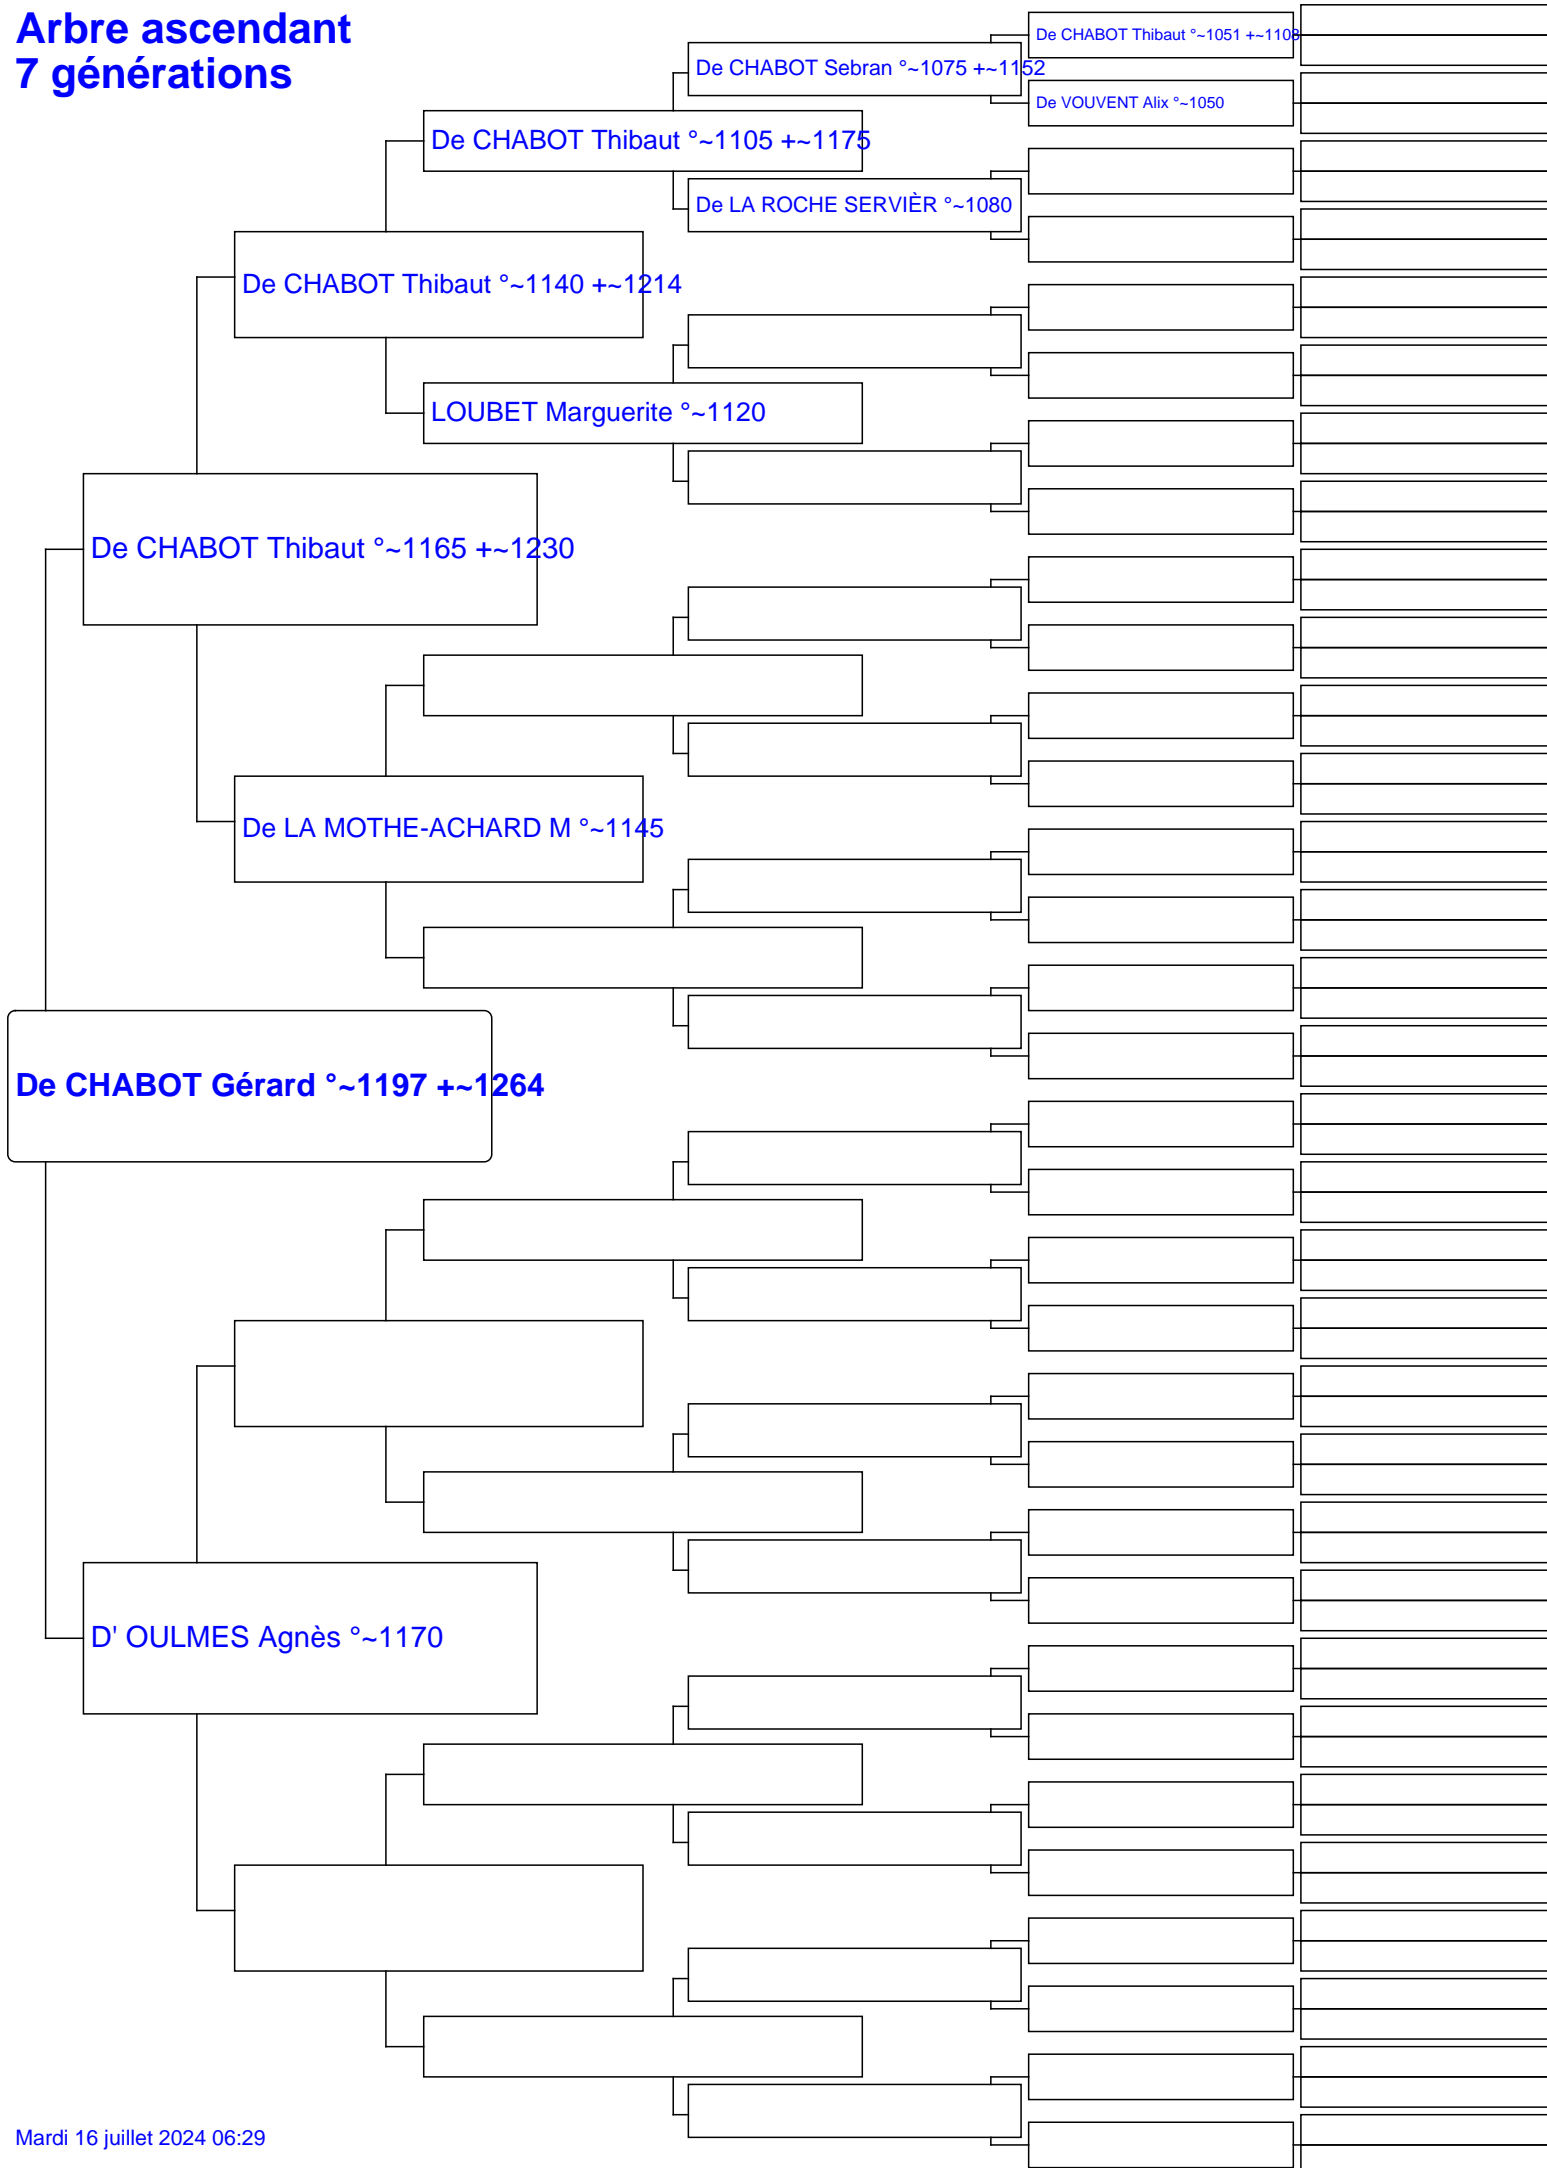 Arbre ascendant
7 générations
De CHABOT Thibaut °~1051 +~1108
De CHABOT Sebran °~1075 +~1152
De VOUVENT Alix °~1050
De CHABOT Thibaut °~1105 +~1175
De LA ROCHE SERVIÈR °~1080
De CHABOT Thibaut °~1140 +~1214
LOUBET Marguerite °~1120
De CHABOT Thibaut °~1165 +~1230
De LA MOTHE-ACHARD M °~1145
De CHABOT Gérard °~1197 +~1264
D' OULMES Agnès °~1170
Mardi 16 juillet 2024 06:29